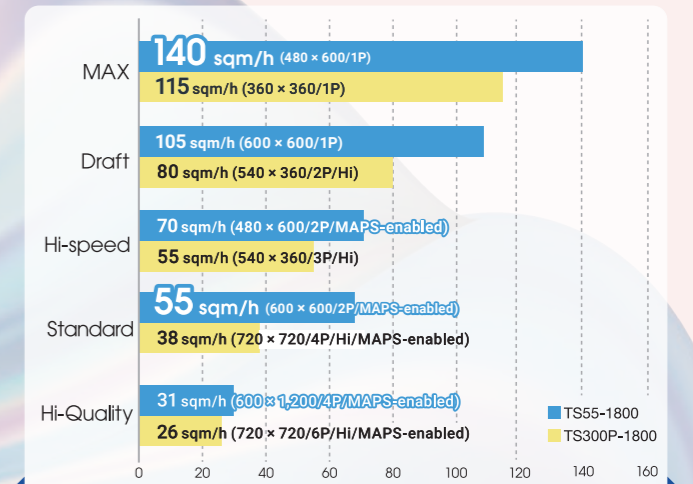 MAX
140 sqm/h (480 × 600/1P)
115 sqm/h (360 × 360/1P)
Draft
105 sqm/h (600 × 600/1P)
80 sqm/h (540 × 360/2P/Hi)
Hi-speed
70 sqm/h (480 × 600/2P/MAPS-enabled)
55 sqm/h (540 × 360/3P/Hi)
Standard
55 sqm/h (600 × 600/2P/MAPS-enabled)
38 sqm/h (720 × 720/4P/Hi/MAPS-enabled)
Hi-Quality
31 sqm/h (600 × 1,200/4P/MAPS-enabled)
26 sqm/h (720 × 720/6P/Hi/MAPS-enabled)
TS55-1800
TS300P-1800
0 20 40 60 80 100 120 140 160